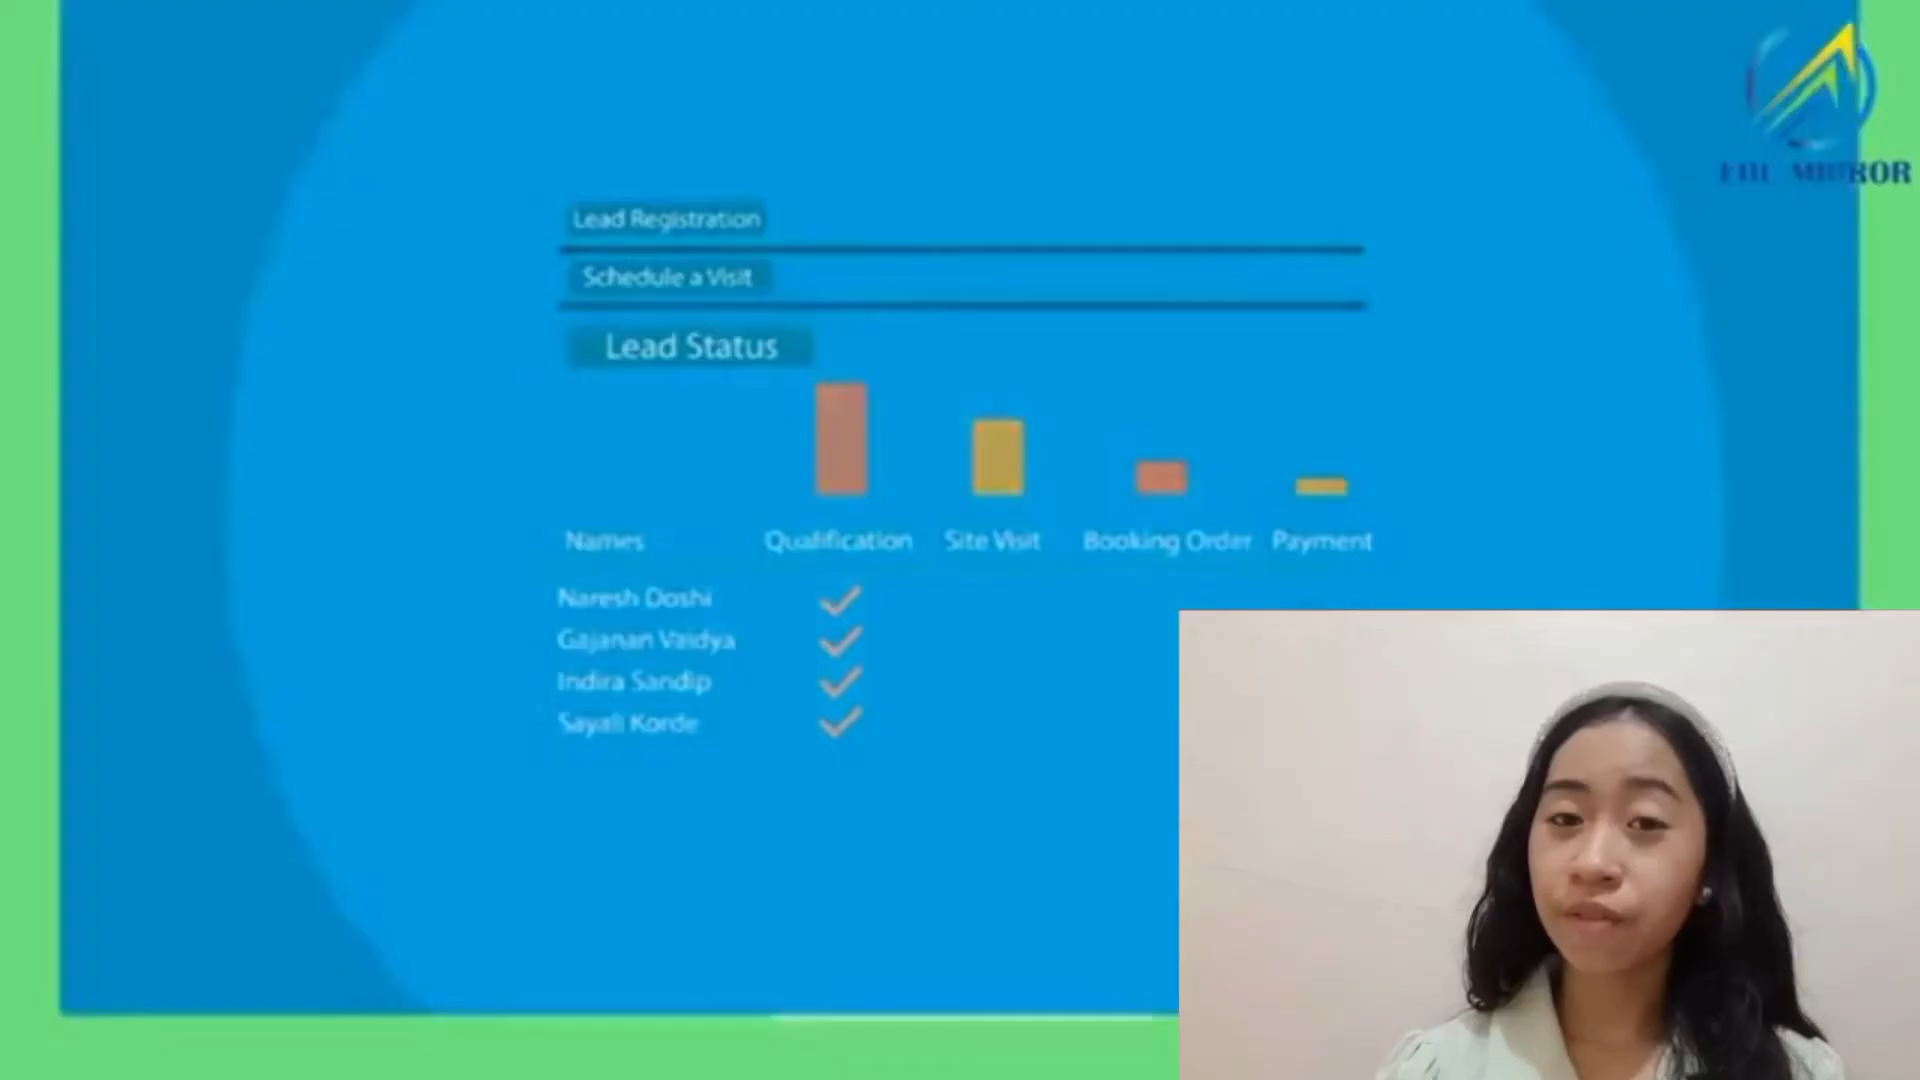 Lead Registration
Schedule a Visit
Lead Status
Names Qualification Site Visit Booking Order Payment
Naresh Doshi
Gajanan Vaidya
Indira Sandip
Sayali Korde